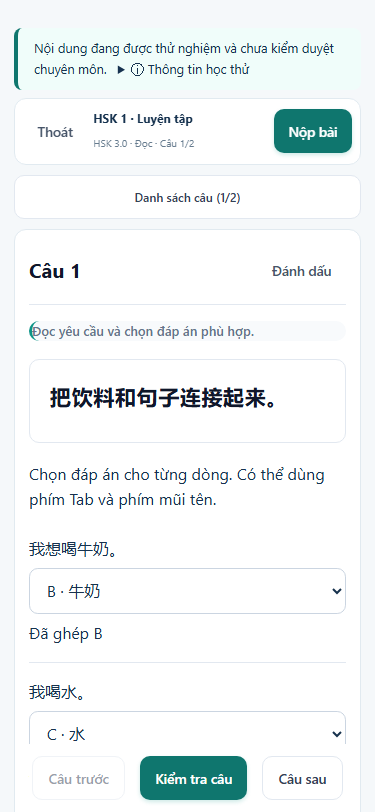 Nội dung đang được thử nghiệm và chưa kiểm duyệt
chuyên môn. ▶ ⓘ Thông tin học thử
Thoát
HSK 1 · Luyện tập
HSK 3.0 · Đọc · Câu 1/2
Nộp bài
Danh sách câu (1/2)
Câu 1
Đánh dấu
Đọc yêu cầu và chọn đáp án phù hợp.
把饮料和句子连接起来。
Chọn đáp án cho từng dòng. Có thể dùng
phím Tab và phím mũi tên.
我想喝牛奶。
B · 牛奶
Đã ghép B
我喝水。
C · 水
Câu trước
Kiểm tra câu
Câu sau